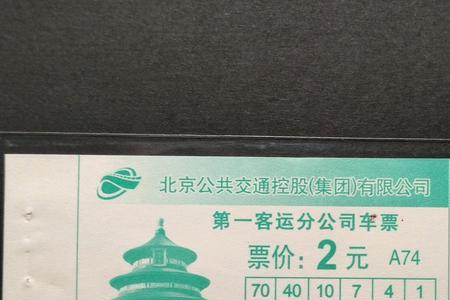 北京公共交通控股(集团)有限公司
第一客运分公司车票
票价：2元 A74
70 40 10 7 4 1